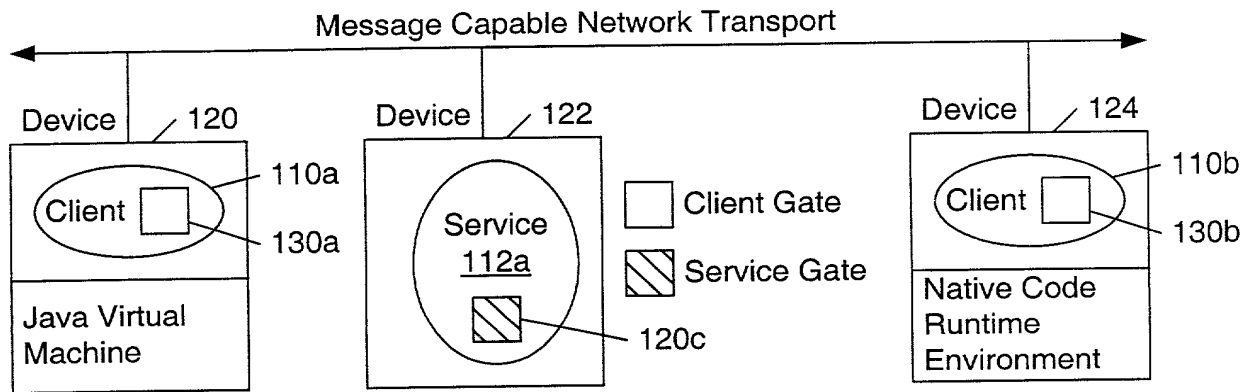 Message Capable Network Transport
Device
120
Device
122
Device
124
Client
110a
130a
Service
112a
120c
Client Gate
Service Gate
Client
110b
130b
Java Virtual
Machine
Native Code
Runtime
Environment